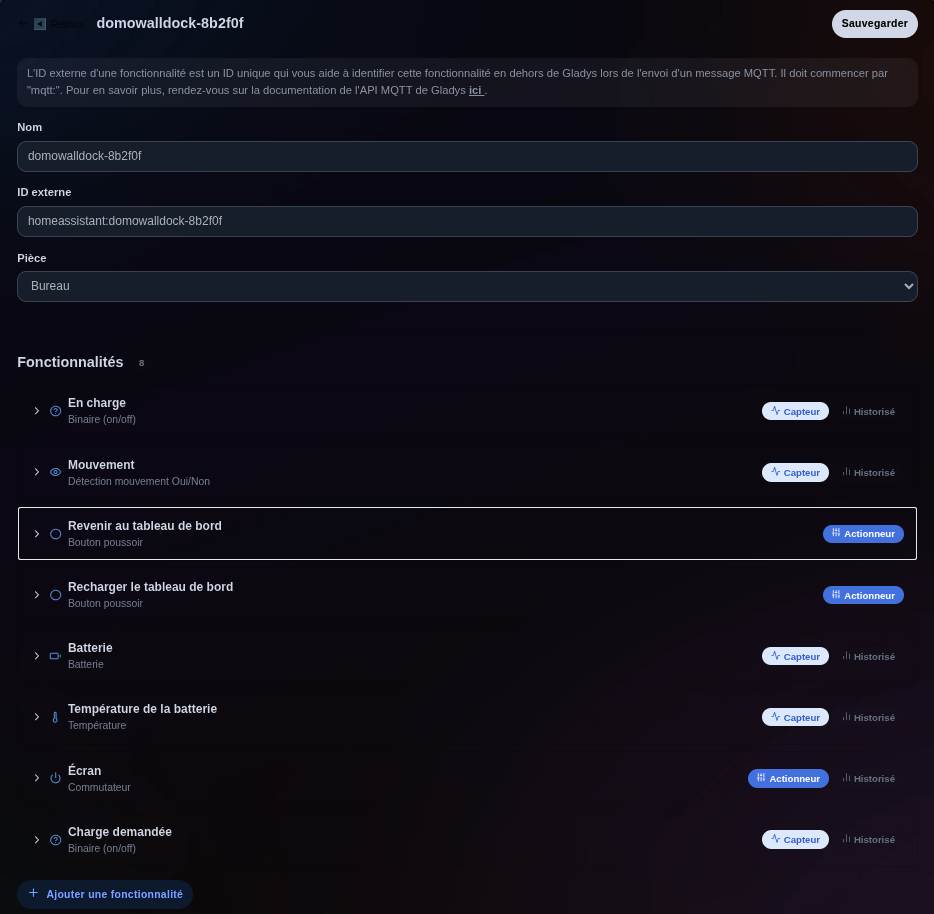 Retour
domowalldock-8b2f0f
Sauvegarder
L'ID externe d'une fonctionnalité est un ID unique qui vous aide à identifier cette fonctionnalité en dehors de Gladys lors de l'envoi d'un message MQTT. Il doit commencer par
"mqtt:". Pour en savoir plus, rendez-vous sur la documentation de l'API MQTT de Gladys ici .
Nom
domowalldock-8b2f0f
ID externe
homeassistant:domowalldock-8b2f0f
Pièce
Bureau
Fonctionnalités 8
En charge
Binaire (on/off)
Capteur Historisé
Mouvement
Détection mouvement Oui/Non
Capteur Historisé
Revenir au tableau de bord
Bouton poussoir
Actionneur
Recharger le tableau de bord
Bouton poussoir
Actionneur
Batterie
Batterie
Capteur Historisé
Température de la batterie
Température
Capteur Historisé
Écran
Commutateur
Actionneur Historisé
Charge demandée
Binaire (on/off)
Capteur Historisé
Ajouter une fonctionnalité